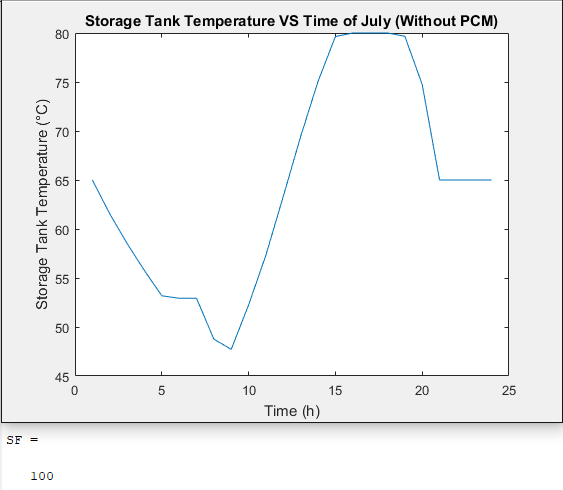 Storage Tank Temperature VS Time of July (Without PCM)
80
75
70
65
60
55
50
45
Storage Tank Temperature (°C)
0 5 10 15 20 25
Time (h)
SF =
100